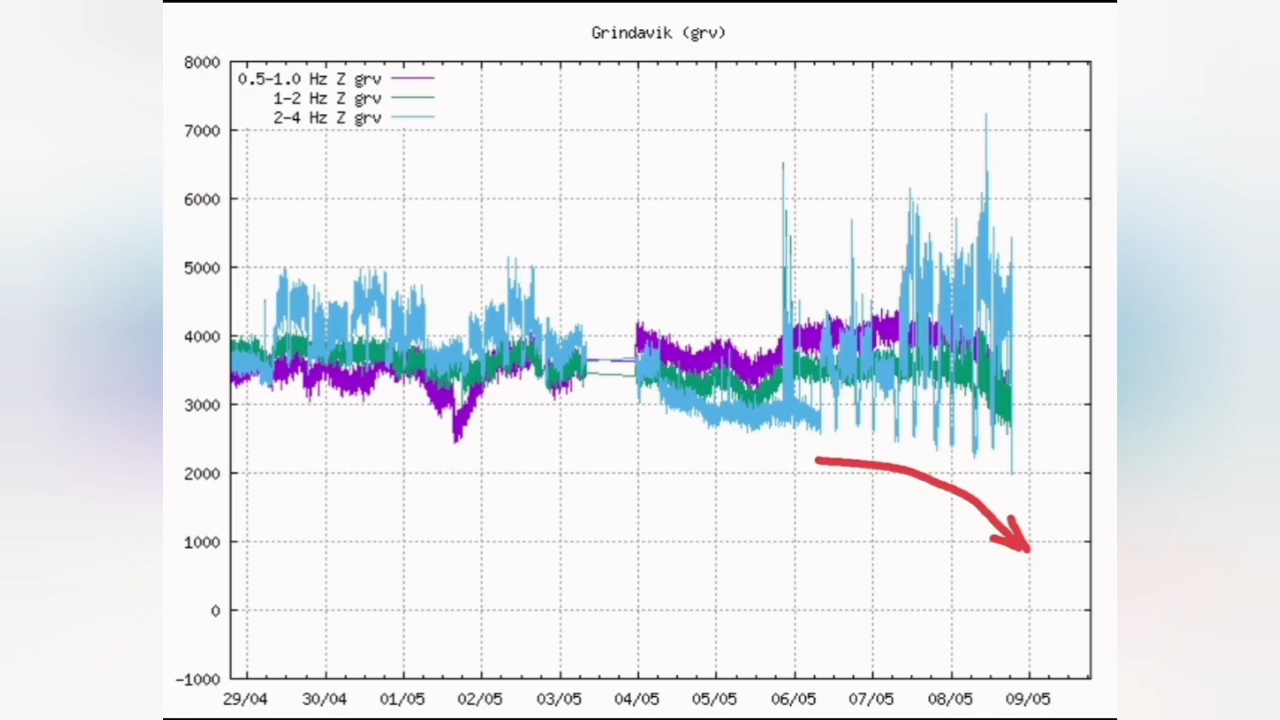 Grindavik (grv)
8000
0.5-1.0 Hz Z grv
1-2 Hz Z grv
2-4 Hz Z grv
7000
6000
5000
4000
3000
2000
1000
0
-1000
29/04 30/04 01/05 02/05 03/05 04/05 05/05 06/05 07/05 08/05 09/05